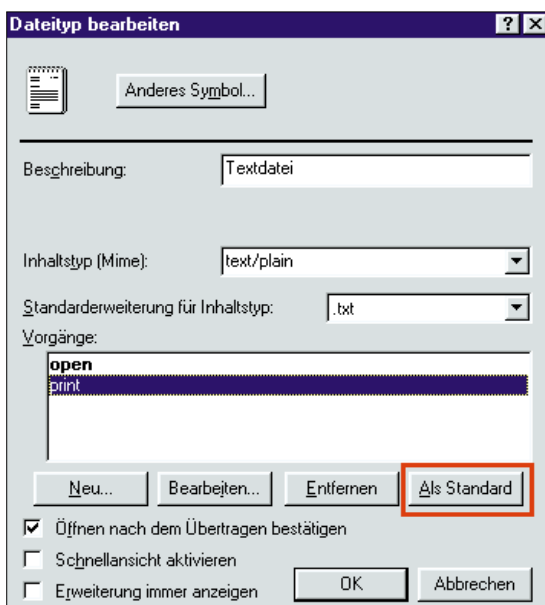 Dateityp bearbeiten
Anderes Symbol...
Beschreibung: Textdatei
Inhaltstyp (Mime): text/plain
Standarderweiterung für Inhaltstyp: .txt
Vorgänge:
open
print
Neu... Bearbeiten... Entfernen Als Standard
Öffnen nach dem Übertragen bestätigen
Schnellansicht aktivieren
Erweiterung immer anzeigen OK Abbrechen